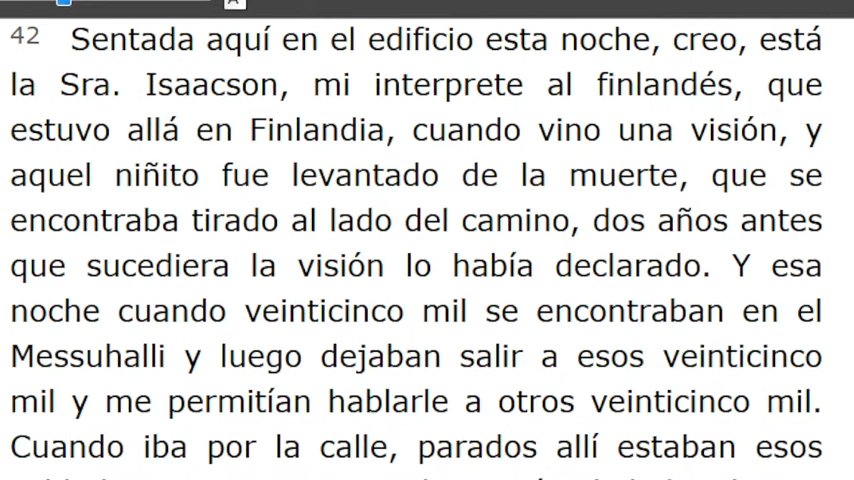 42 Sentada aquí en el edificio esta noche, creo, está
la Sra. Isaacson, mi interprete al finlandés, que
estuvo allá en Finlandia, cuando vino una visión, y
aquel niñito fue levantado de la muerte, que se
encontraba tirado al lado del camino, dos años antes
que sucediera la visión lo había declarado. Y esa
noche cuando veinticinco mil se encontraban en el
Messuhalli y luego dejaban salir a esos veinticinco
mil y me permitían hablarle a otros veinticinco mil.
Cuando iba por la calle, parados allí estaban esos